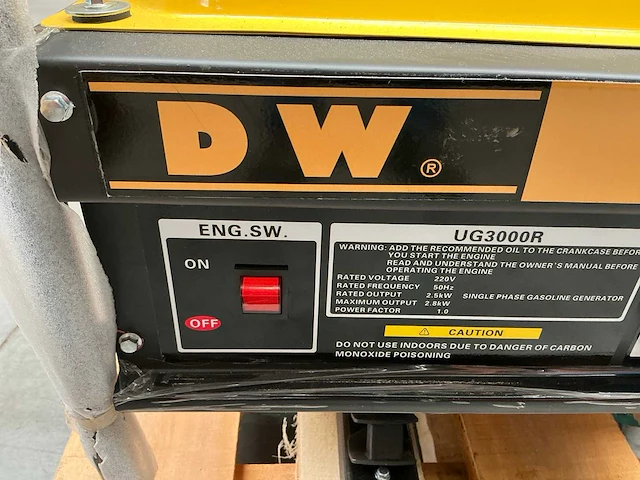 D W ®
ENG.SW.
ON
OFF
UG3000R
WARNING: ADD THE RECOMMENDED OIL TO THE CRANKCASE BEFOR
YOU START THE ENGINE
READ AND UNDERSTAND THE OWNER'S MANUAL BEFORE
OPERATING THE ENGINE
RATED VOLTAGE 220V
RATED FREQUENCY 50Hz
RATED OUTPUT 2.5kW SINGLE PHASE GASOLINE GENERATOR
MAXIMUM OUTPUT 2.8kW
POWER FACTOR 1.0
⚠ CAUTION
DO NOT USE INDOORS DUE TO DANGER OF CARBON
MONOXIDE POISONING